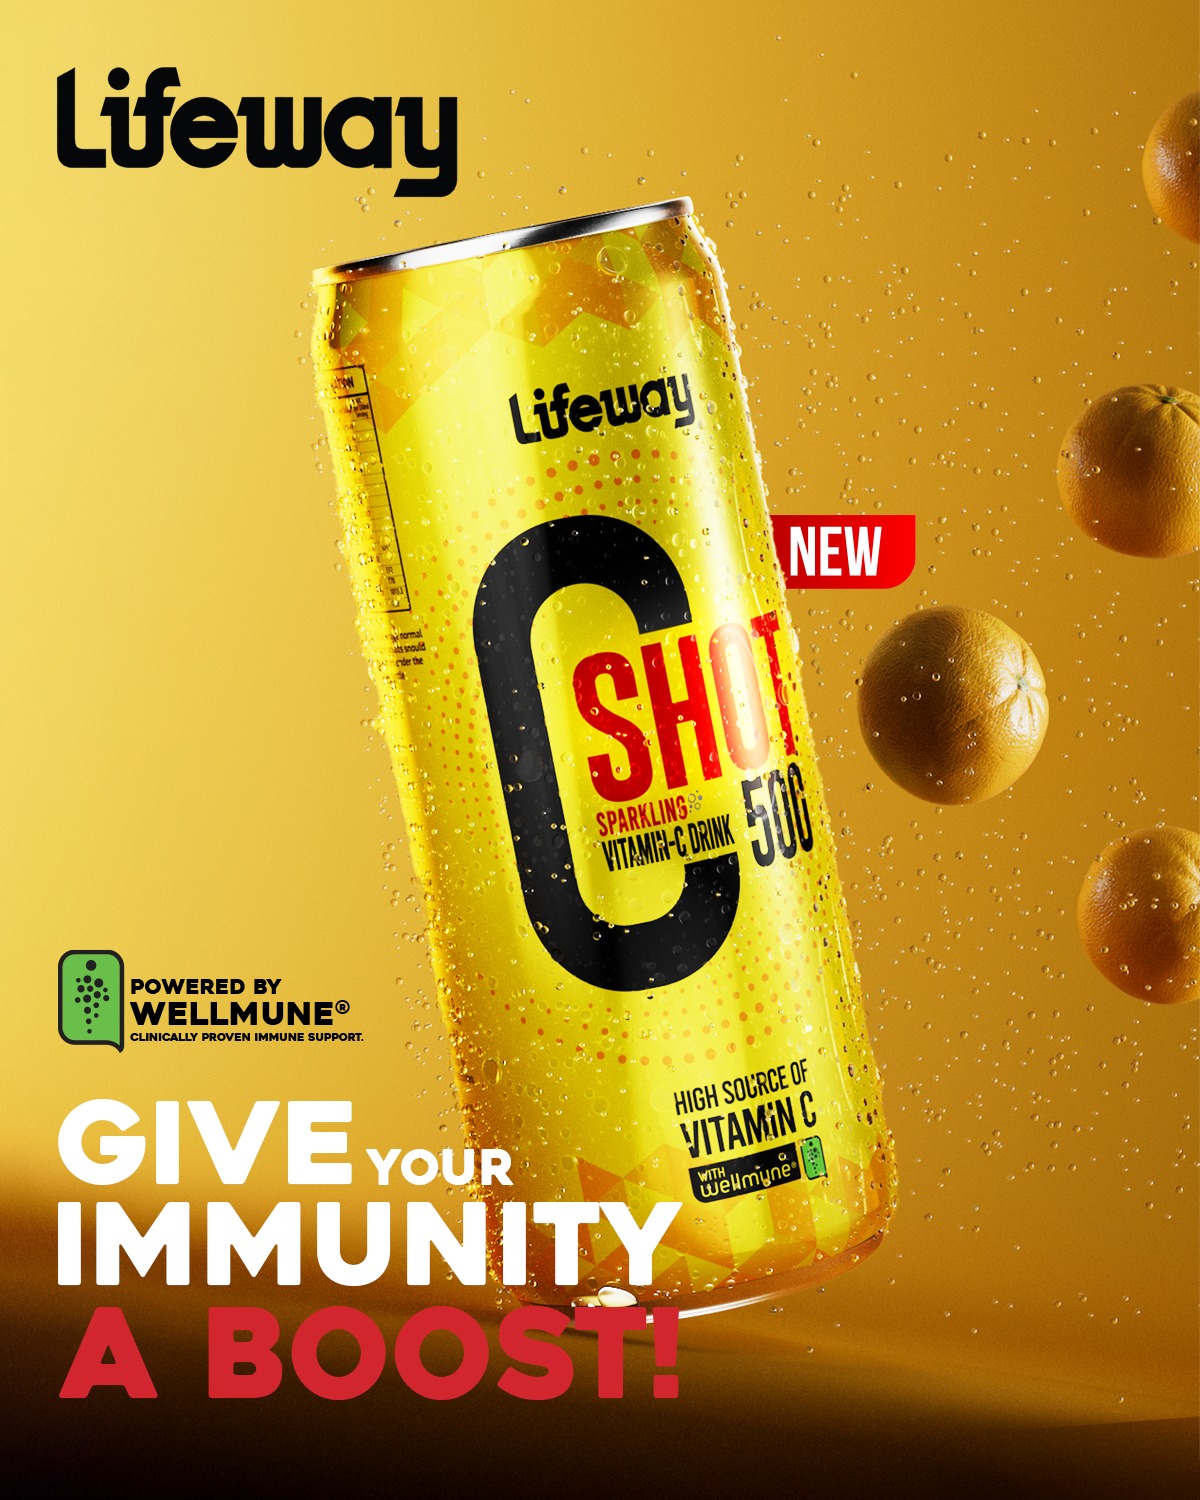 Lifeway
Lifeway
NEW
C
SHOT
500
SPARKLING
VITAMIN-C DRINK
POWERED BY
WELLMUNE®
CLINICALLY PROVEN IMMUNE SUPPORT.
HIGH SOURCE OF
VITAMIN C
WITH
wellmune®
GIVE YOUR
IMMUNITY
A BOOST!